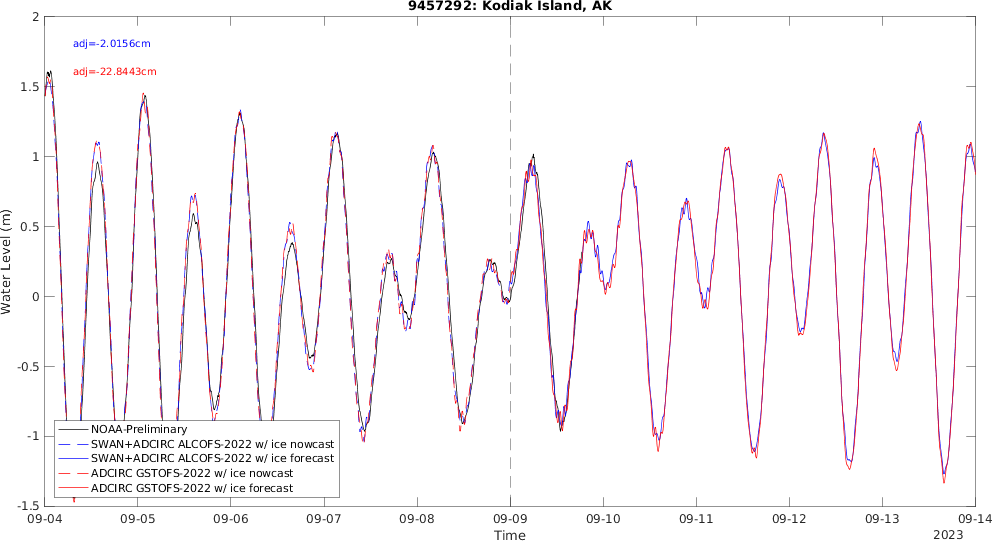 9457292: Kodiak Island, AK
adj=-2.0156cm
adj=-22.8443cm
Water Level (m)
2
1.5
1
0.5
0
-0.5
-1
-1.5
NOAA-Preliminary
SWAN+ADCIRC ALCOFS-2022 w/ ice nowcast
SWAN+ADCIRC ALCOFS-2022 w/ ice forecast
ADCIRC GSTOFS-2022 w/ ice nowcast
ADCIRC GSTOFS-2022 w/ ice forecast
09-04 09-05 09-06 09-07 09-08 09-09 09-10 09-11 09-12 09-13 09-14
Time
2023